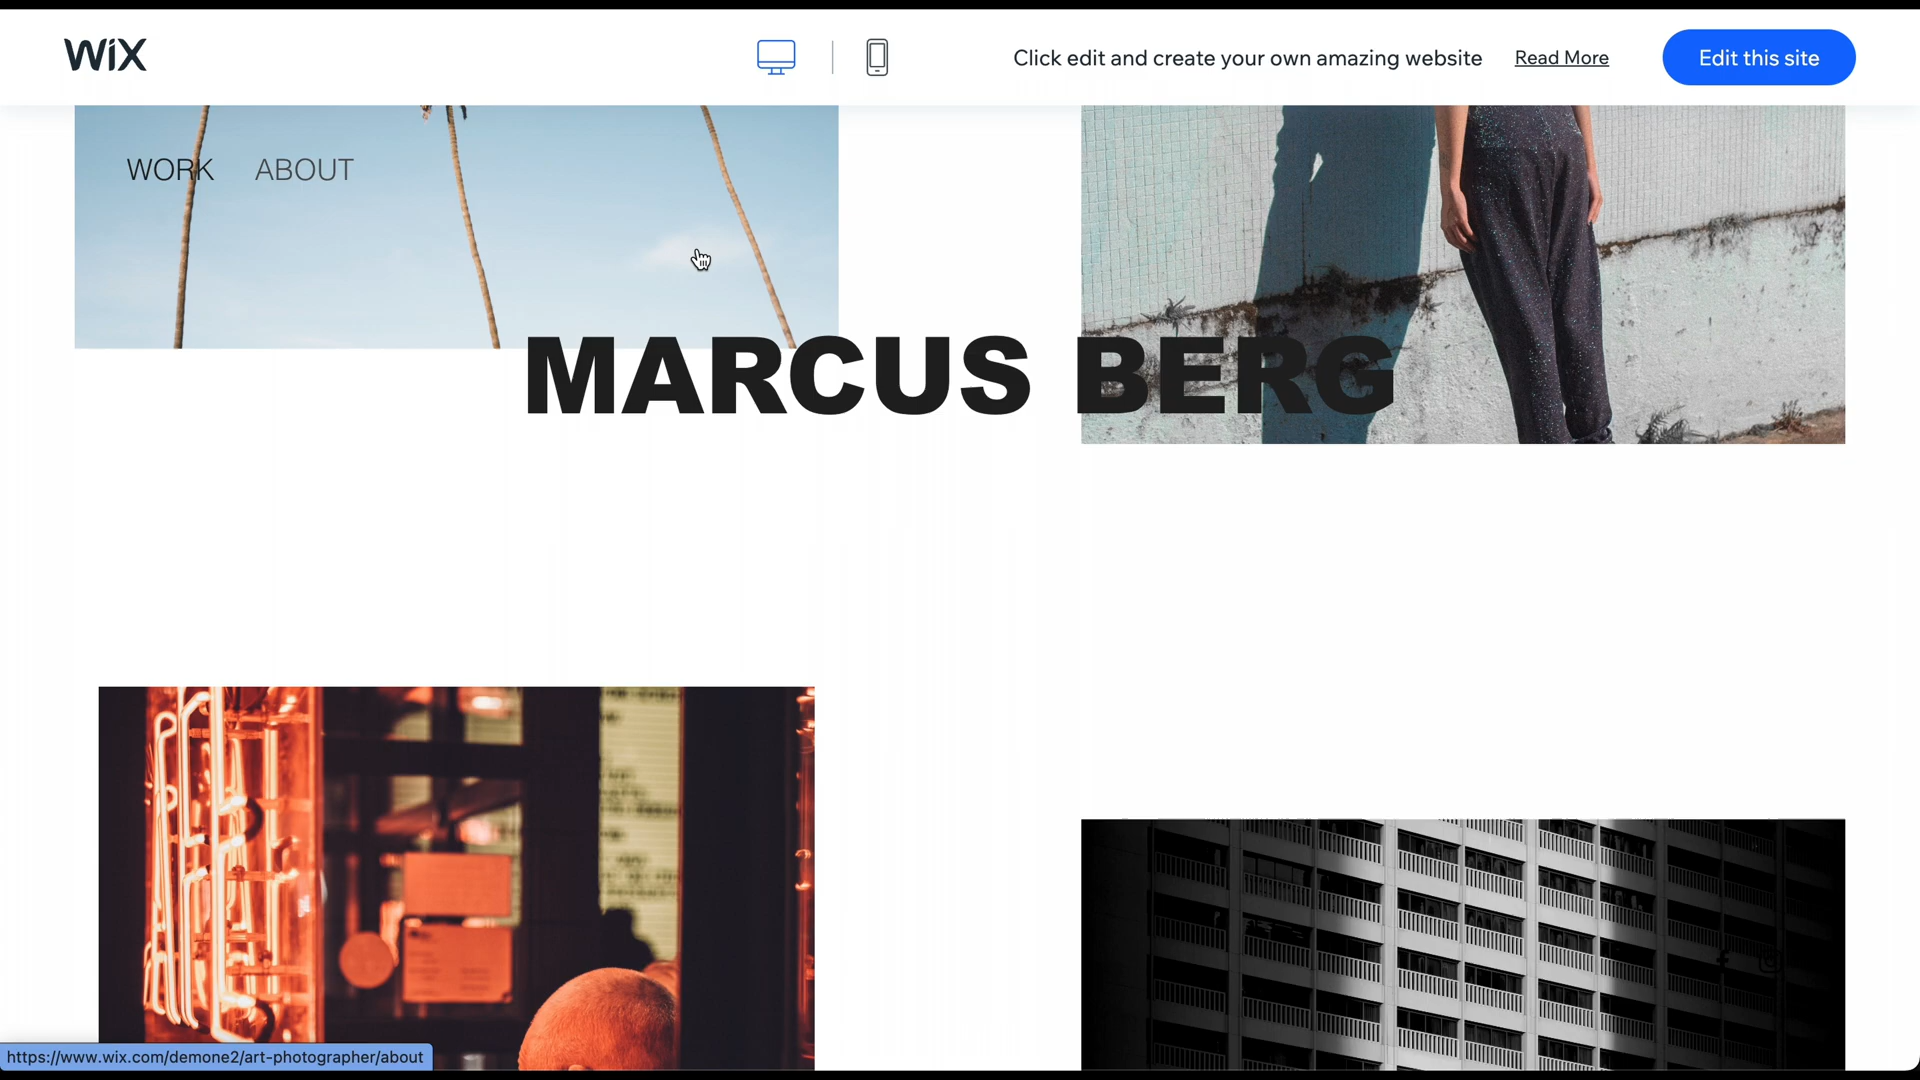 WiX
Click edit and create your own amazing website Read More Edit this site
WORK ABOUT
MARCUS BERG
https://www.wix.com/demone2/art-photographer/about